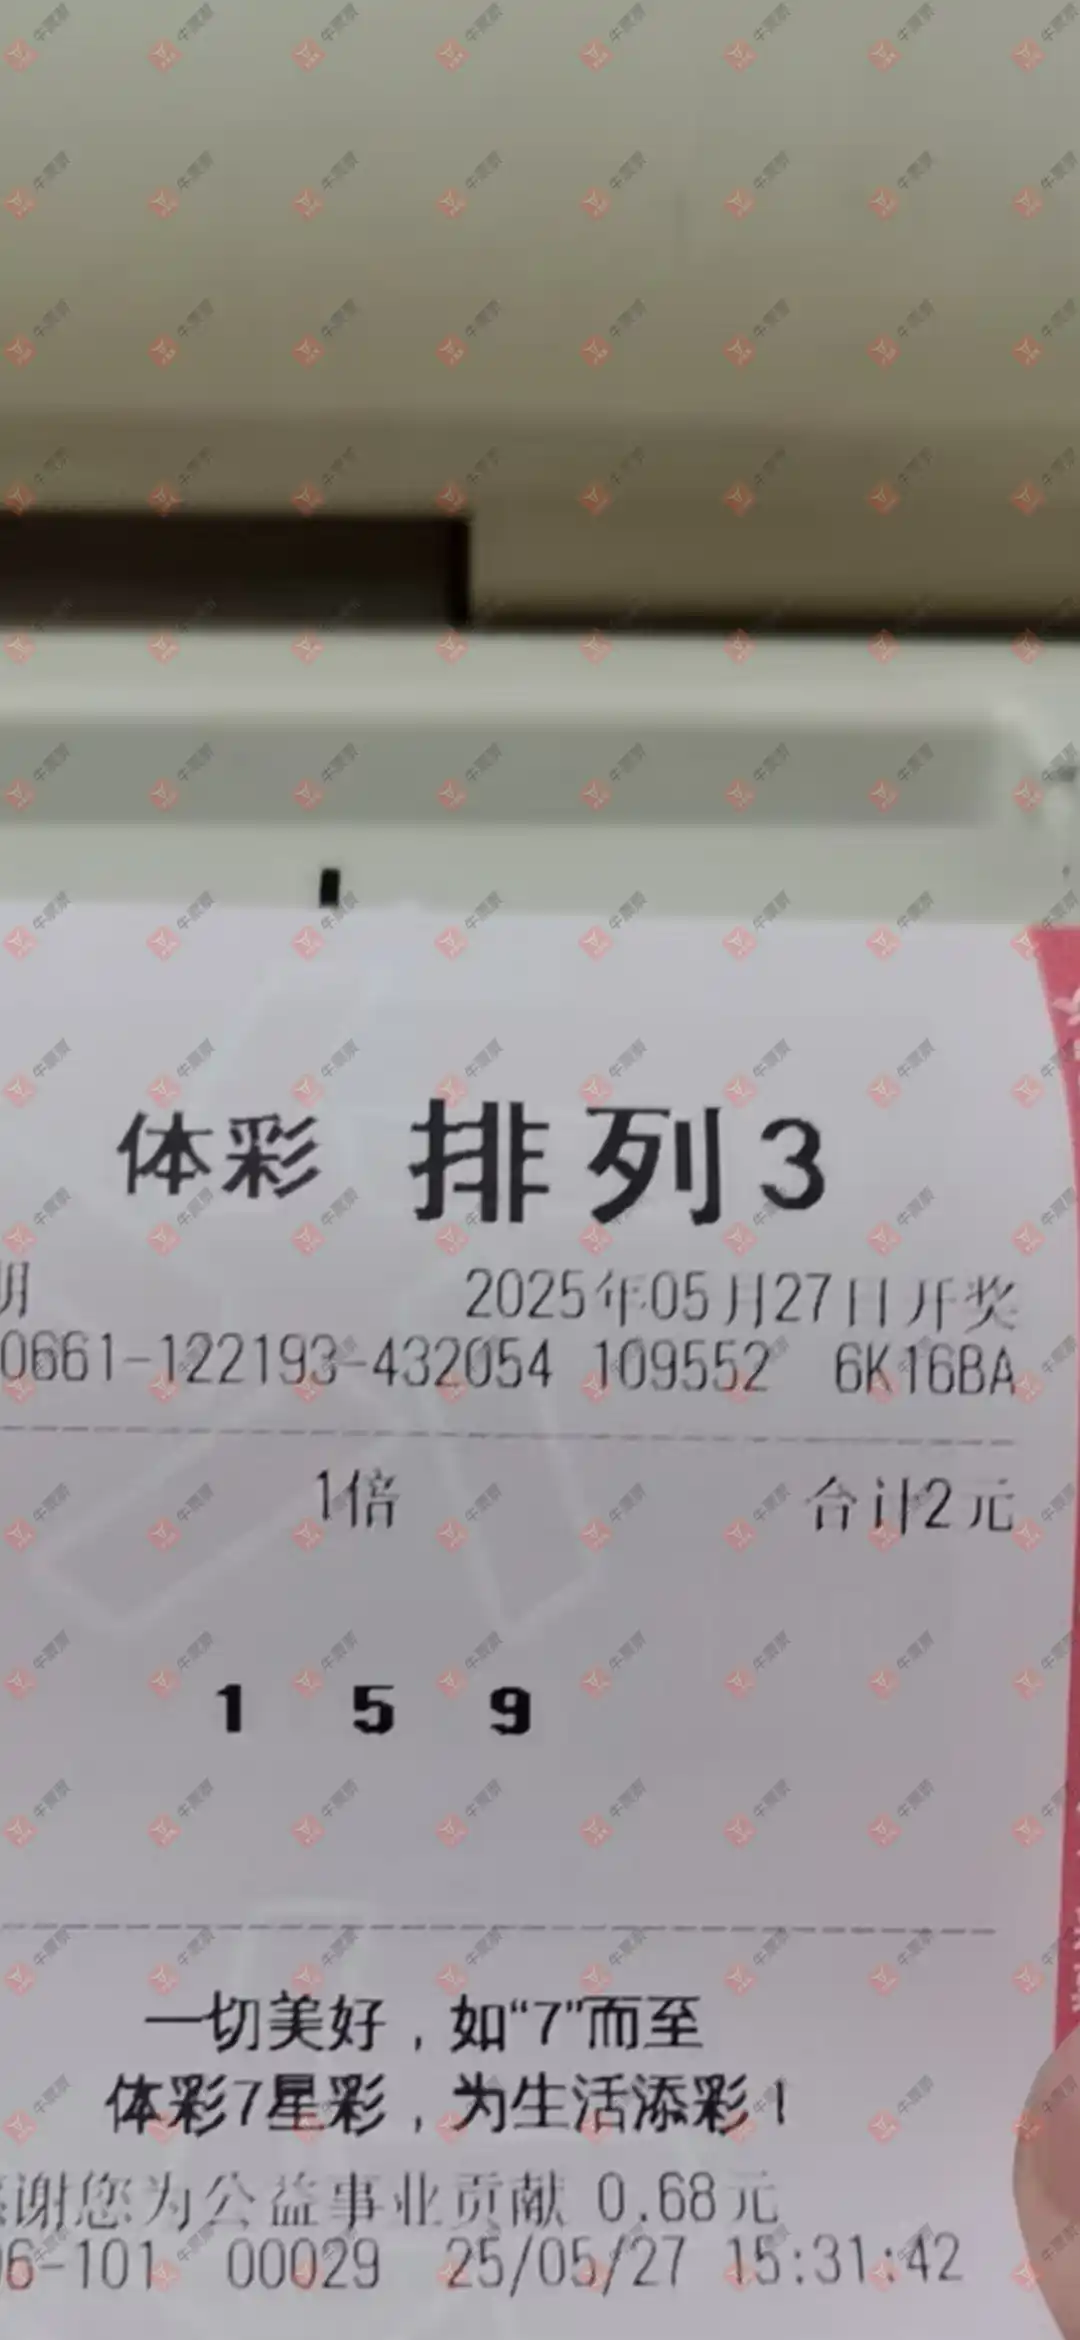 体彩 排列3
期 2025年05月27日开奖
0661-122193-432054 109552 6K16BA
1倍 合计2元
1 5 9
一切美好，如“7”而至
体彩7星彩，为生活添彩！
感谢您为公益事业贡献 0.68元
06-101 00029 25/05/27 15:31:42